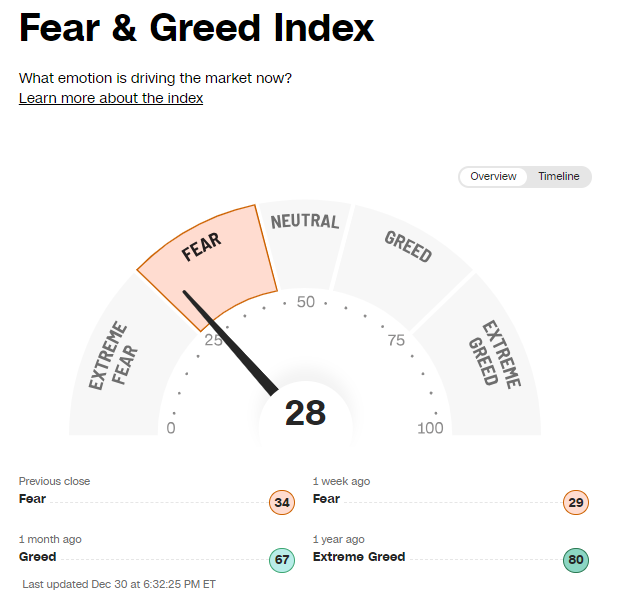 Fear & Greed Index
What emotion is driving the market now?
Learn more about the index
Overview Timeline
EXTREME
FEAR
FEAR
NEUTRAL
GREED
EXTREME
GREED
0
25
50
75
100
28
Previous close
Fear 34
1 week ago
Fear 29
1 month ago
Greed 67
1 year ago
Extreme Greed 80
Last updated Dec 30 at 6:32:25 PM ET